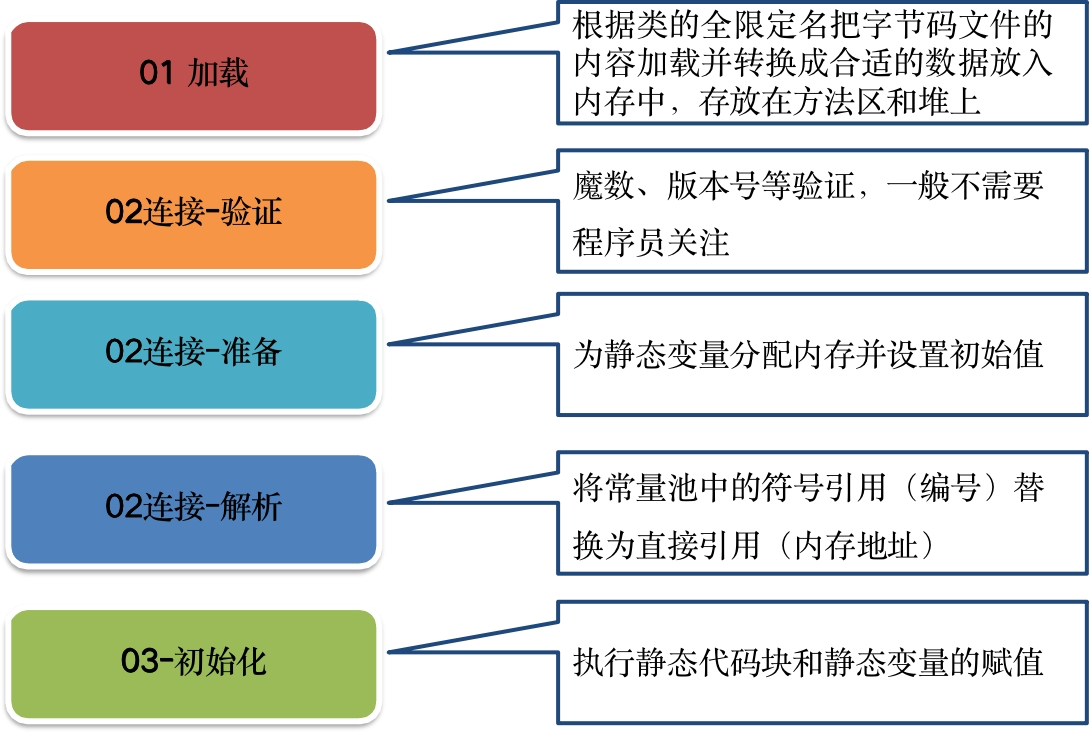 01 加载
根据类的全限定名把字节码文件的
内容加载并转换成合适的数据放入
内存中，存放在方法区和堆上
02连接-验证
魔数、版本号等验证，一般不需要
程序员关注
02连接-准备
为静态变量分配内存并设置初始值
02连接-解析
将常量池中的符号引用（编号）替
换为直接引用（内存地址）
03-初始化
执行静态代码块和静态变量的赋值